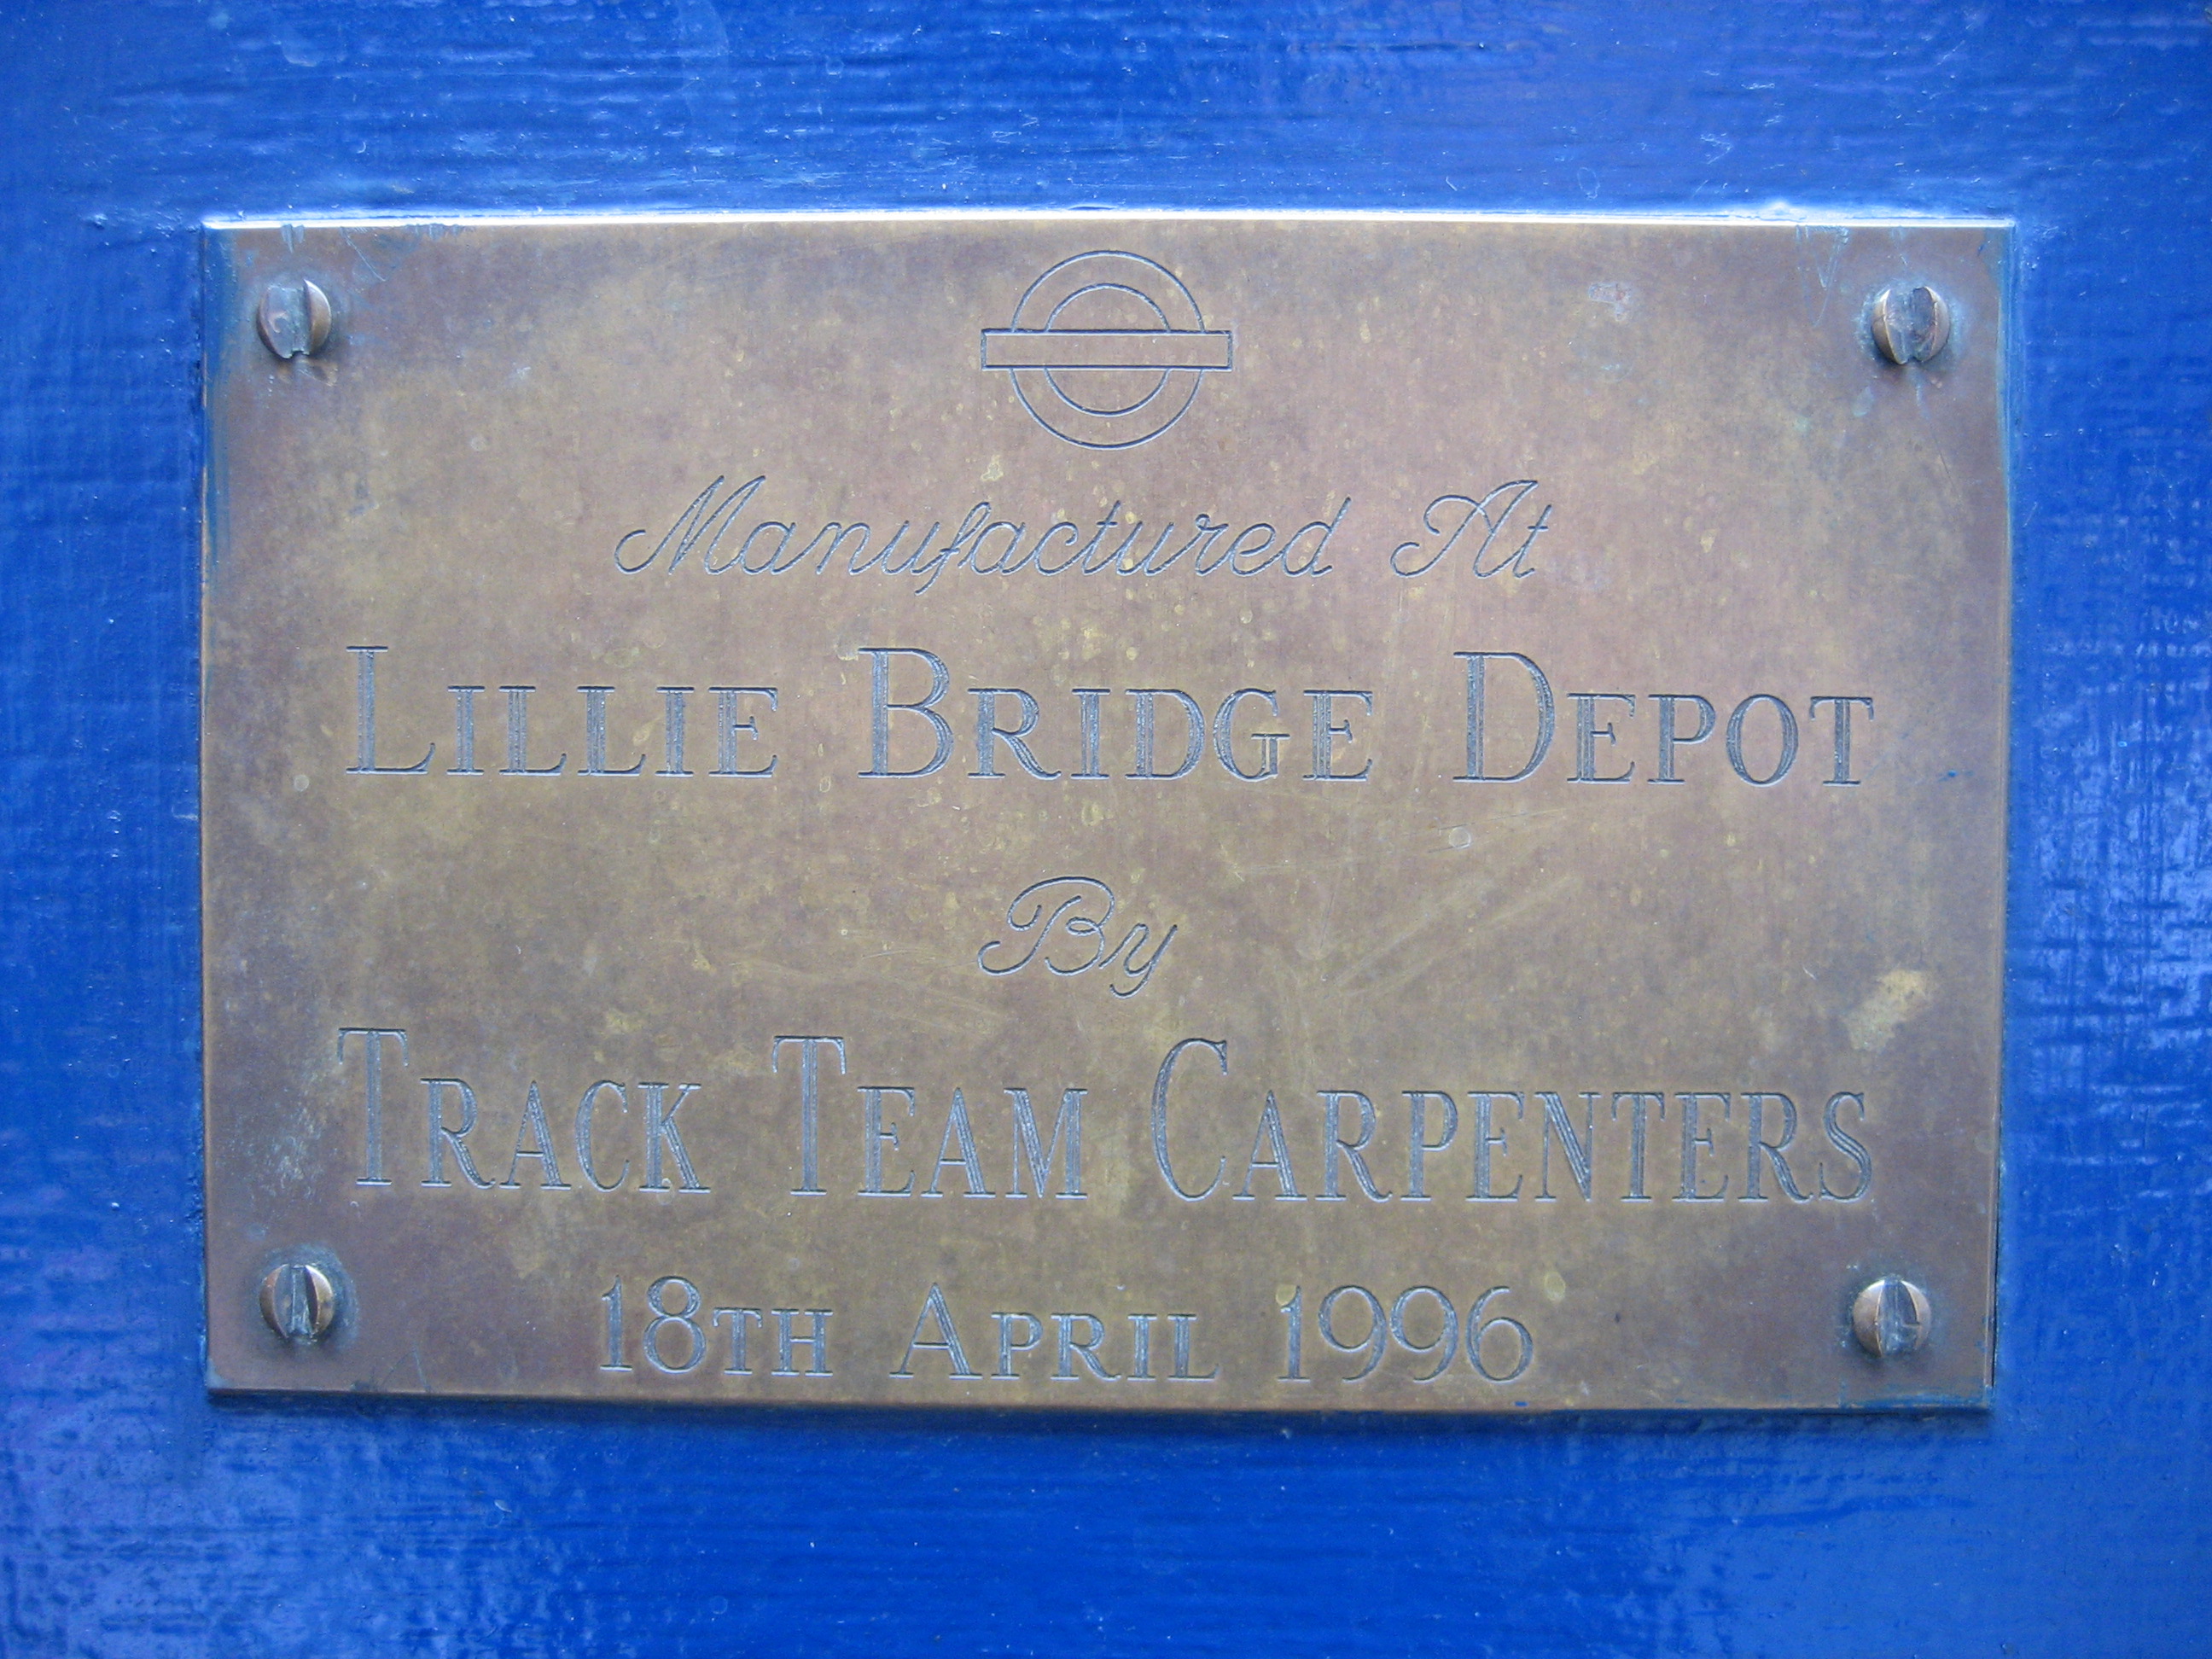 Manufactured At
LILLIE BRIDGE DEPOT
By
TRACK TEAM CARPENTERS
18TH APRIL 1996